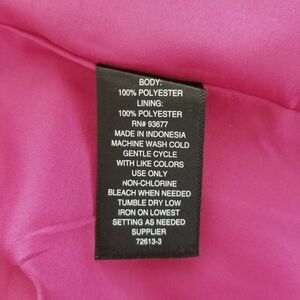 BODY:
100% POLYESTER
LINING:
100% POLYESTER
RN# 93677
MADE IN INDONESIA
MACHINE WASH COLD
GENTLE CYCLE
WITH LIKE COLORS
USE ONLY
NON-CHLORINE
BLEACH WHEN NEEDED
TUMBLE DRY LOW
IRON ON LOWEST
SETTING AS NEEDED
SUPPLIER
72613-3